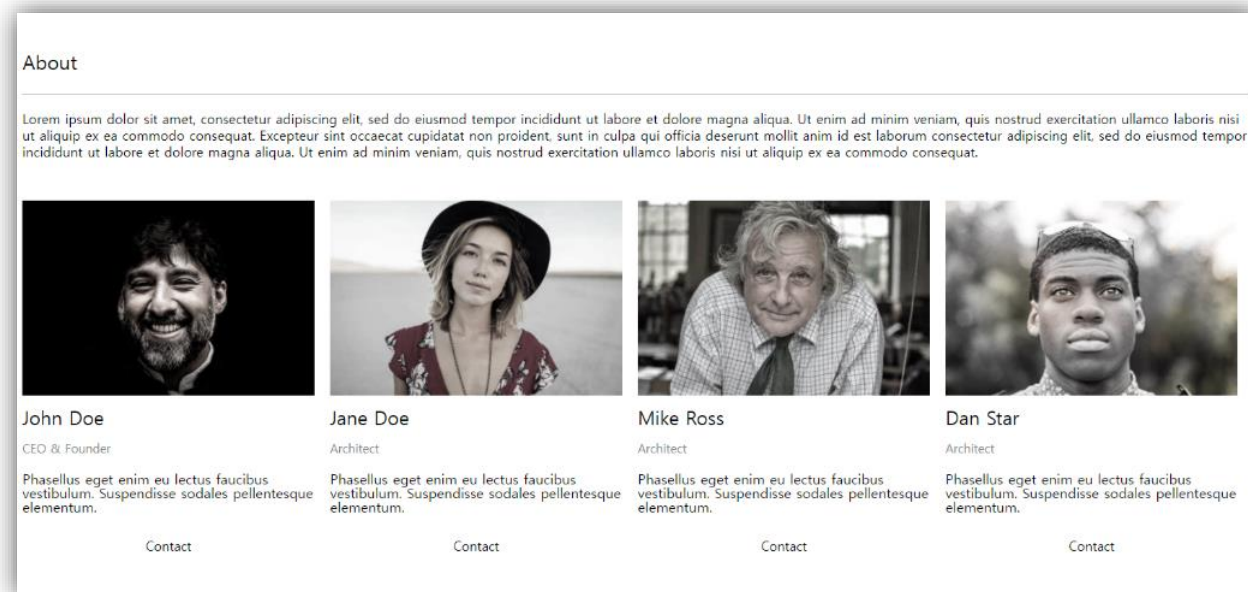 About
Lorem ipsum dolor sit amet, consectetur adipiscing elit, sed do eiusmod tempor incididunt ut labore et dolore magna aliqua. Ut enim ad minim veniam, quis nostrud exercitation ullamco laboris nisi
ut aliquip ex ea commodo consequat. Excepteur sint occaecat cupidatat non proident, sunt in culpa qui officia deserunt mollit anim id est laborum consectetur adipiscing elit, sed do eiusmod tempor
incididunt ut labore et dolore magna aliqua. Ut enim ad minim veniam, quis nostrud exercitation ullamco laboris nisi ut aliquip ex ea commodo consequat.
John Doe
CEO & Founder
Phasellus eget enim eu lectus faucibus
vestibulum. Suspendisse sodales pellentesque
elementum.
Contact
Jane Doe
Architect
Phasellus eget enim eu lectus faucibus
vestibulum. Suspendisse sodales pellentesque
elementum.
Contact
Mike Ross
Architect
Phasellus eget enim eu lectus faucibus
vestibulum. Suspendisse sodales pellentesque
elementum.
Contact
Dan Star
Architect
Phasellus eget enim eu lectus faucibus
vestibulum. Suspendisse sodales pellentesque
elementum.
Contact